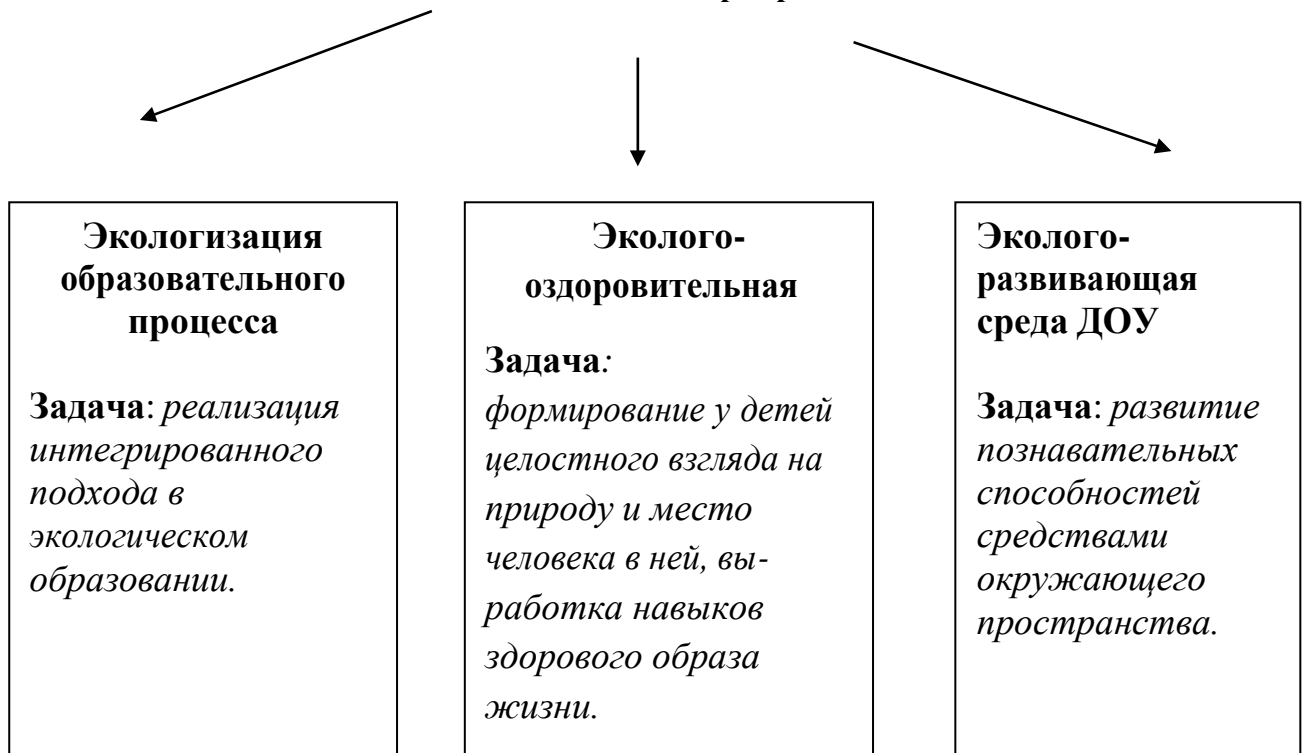 Экологизация
образовательного
процесса
Задача: реализация
интегрированного
подхода в
экологическом
образовании.
Эколого-
оздоровительная
Задача:
формирование у детей
целостного взгляда на
природу и место
человека в ней, вы-
работка навыков
здорового образа
жизни.
Эколого-
развивающая
среда ДОУ
Задача: развитие
познавательных
способностей
средствами
окружающего
пространства.